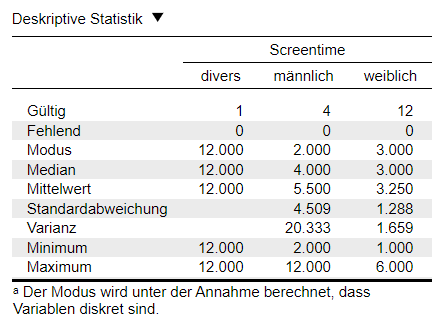 Deskriptive Statistik ▼
Screentime
divers männlich weiblich
Gültig 1 4 12
Fehlend 0 0 0
Modus 12.000 2.000 3.000
Median 12.000 4.000 3.000
Mittelwert 12.000 5.500 3.250
Standardabweichung 4.509 1.288
Varianz 20.333 1.659
Minimum 12.000 2.000 1.000
Maximum 12.000 12.000 6.000
ᵃ Der Modus wird unter der Annahme berechnet, dass
Variablen diskret sind.